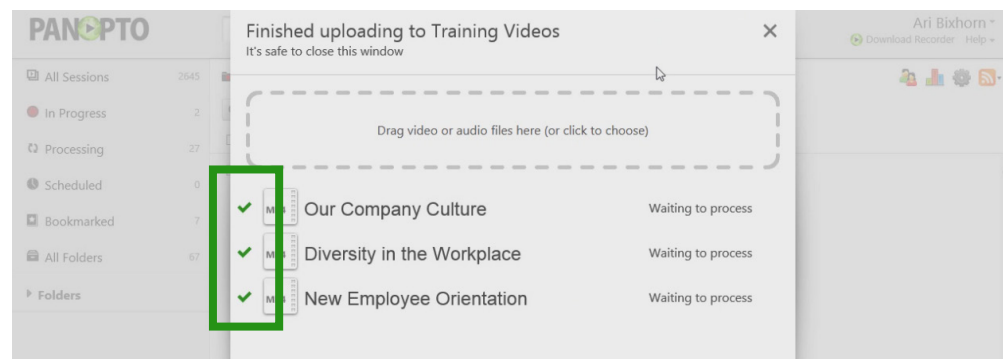 PANOPTO
Finished uploading to Training Videos
It's safe to close this window
Ari Bixhorn
Download Recorder Help
All Sessions 2645
In Progress 2
Processing 27
Scheduled 0
Bookmarked 7
All Folders 67
Folders
Drag video or audio files here (or click to choose)
Our Company Culture Waiting to process
Diversity in the Workplace Waiting to process
New Employee Orientation Waiting to process